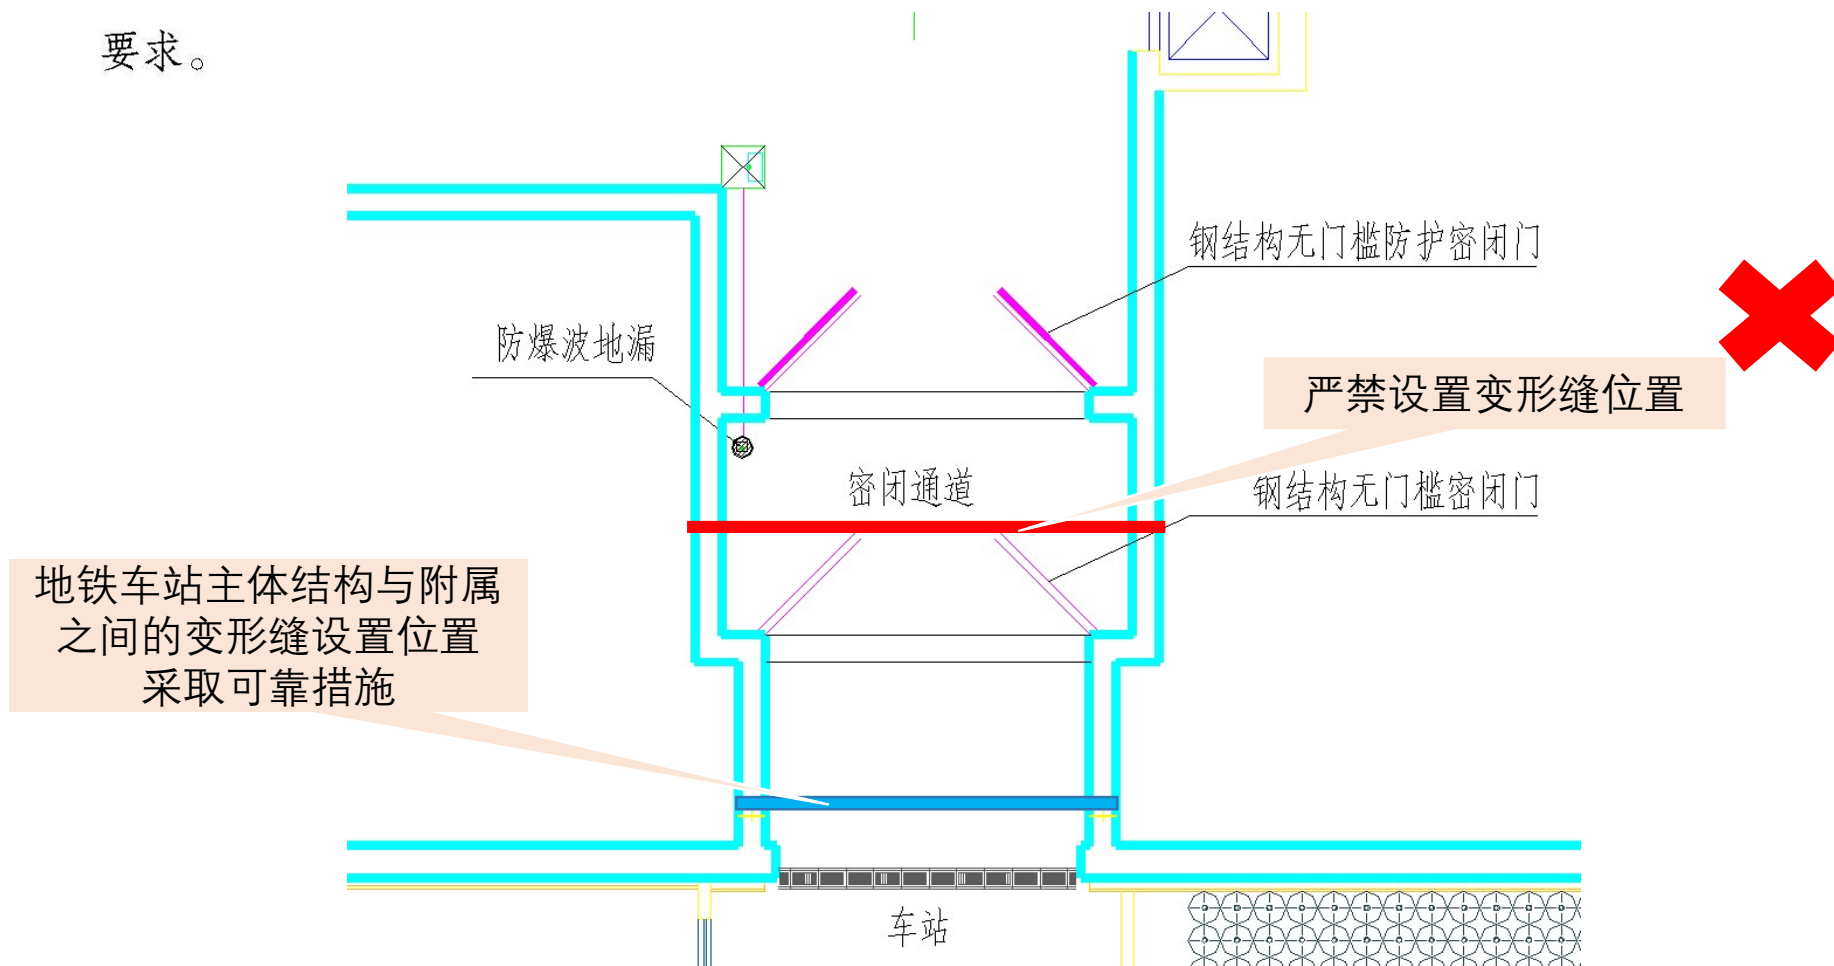 要求。
钢结构无门槛防护密闭门
防爆波地漏
严禁设置变形缝位置
密闭通道
钢结构无门槛密闭门
地铁车站主体结构与附属
之间的变形缝设置位置
采取可靠措施
车站